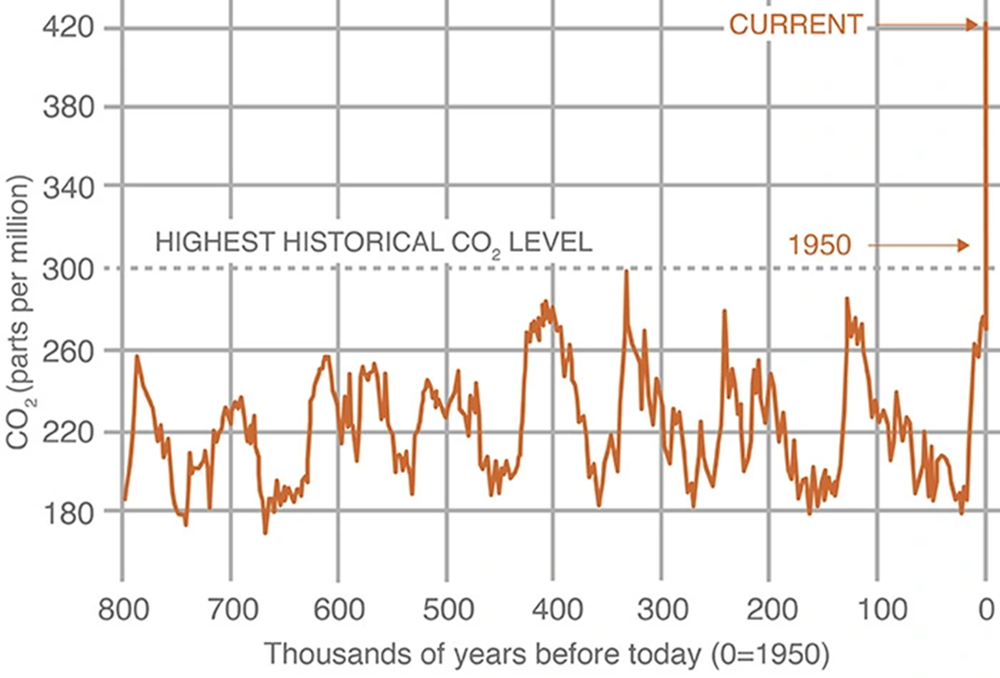 420
CURRENT
380
340
HIGHEST HISTORICAL CO₂ LEVEL
1950
300
260
220
180
CO₂ (parts per million)
800 700 600 500 400 300 200 100 0
Thousands of years before today (0=1950)